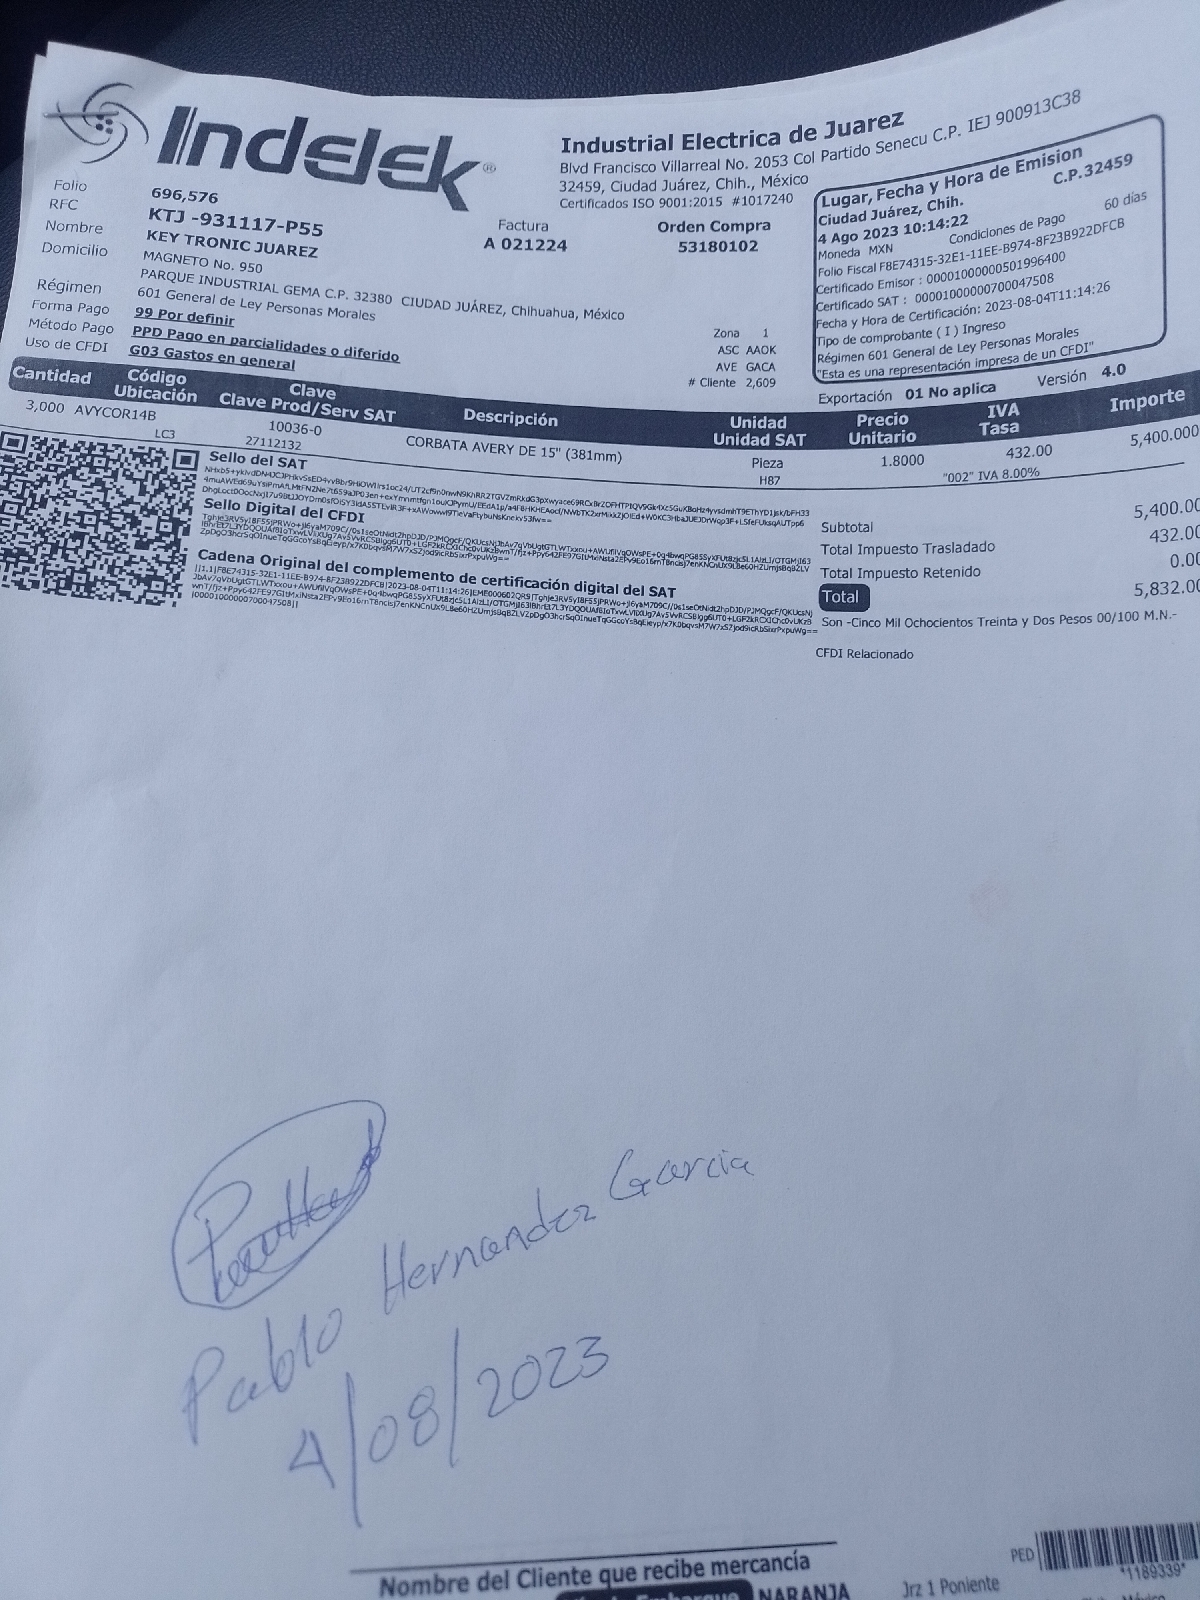 Indelek®
Industrial Electrica de Juarez
Blvd Francisco Villarreal No. 2053 Col Partido Senecu C.P. IEJ 900913C38
32459, Ciudad Juárez, Chih., México
Certificados ISO 9001:2015 #1017240
Folio 696,576
RFC KTJ -931117-P55
Nombre KEY TRONIC JUAREZ
Domicilio MAGNETO No. 950
PARQUE INDUSTRIAL GEMA C.P. 32380 CIUDAD JUÁREZ, Chihuahua, México
Régimen 601 General de Ley Personas Morales
Forma Pago 99 Por definir
Método Pago PPD Pago en parcialidades o diferido
Uso de CFDI G03 Gastos en general
Factura
A 021224
Orden Compra
53180102
Zona 1
ASC AAOK
AVE GACA
# Cliente 2,609
Lugar, Fecha y Hora de Emision
Ciudad Juárez, Chih. C.P.32459
4 Ago 2023 10:14:22
Moneda MXN Condiciones de Pago 60 días
Folio Fiscal F8E74315-32E1-11EE-B974-8F23B922DFCB
Certificado Emisor : 00001000000501996400
Certificado SAT : 00001000000700047508
Fecha y Hora de Certificación: 2023-08-04T11:14:26
Tipo de comprobante ( I ) Ingreso
Régimen 601 General de Ley Personas Morales
"Esta es una representación impresa de un CFDI"
Exportación 01 No aplica Versión 4.0
Cantidad Código Ubicación Clave Clave Prod/Serv SAT Descripción Unidad Unidad SAT Precio Unitario IVA Tasa Importe
3,000 AVYCOR14B 10036-0 CORBATA AVERY DE 15" (381mm) Pieza 1.8000 432.00 5,400.000
LC3 27112132 H87 "002" IVA 8.00%
Sello del SAT
Sello Digital del CFDI
Cadena Original del complemento de certificación digital del SAT
Subtotal 5,400.00
Total Impuesto Trasladado 432.00
Total Impuesto Retenido 0.00
Total 5,832.00
Son -Cinco Mil Ochocientos Treinta y Dos Pesos 00/100 M.N.-
CFDI Relacionado
Pablo Hernandez Garcia
4/08/2023
Nombre del Cliente que recibe mercancía
NARANJA
PED
*1189339*
Jrz 1 Poniente